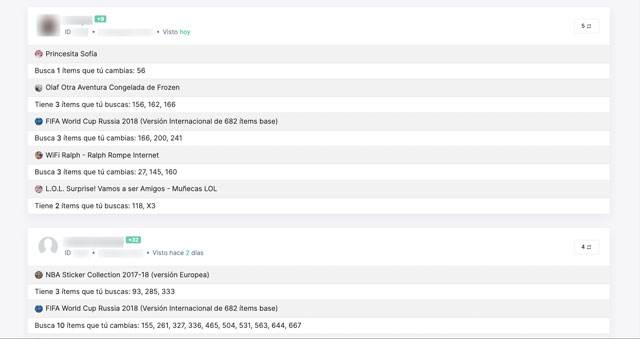 +9
5
ID • • Visto hoy
Princesita Sofía
Busca 1 ítems que tú cambias: 56
Olaf Otra Aventura Congelada de Frozen
Tiene 3 ítems que tú buscas: 156, 162, 166
FIFA World Cup Russia 2018 (Versión Internacional de 682 ítems base)
Busca 3 ítems que tú cambias: 166, 200, 241
WiFi Ralph - Ralph Rompe Internet
Busca 3 ítems que tú cambias: 27, 145, 160
L.O.L. Surprise! Vamos a ser Amigos - Muñecas LOL
Tiene 2 ítems que tú buscas: 118, X3
+32
4
ID • • Visto hace 2 días
NBA Sticker Collection 2017-18 (versión Europea)
Tiene 3 ítems que tú buscas: 93, 285, 333
FIFA World Cup Russia 2018 (Versión Internacional de 682 ítems base)
Busca 10 ítems que tú cambias: 155, 261, 327, 336, 465, 504, 531, 563, 644, 667